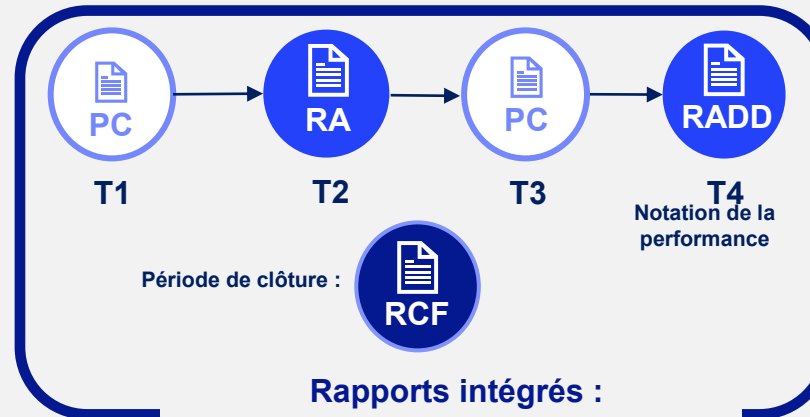 PC
RA
PC
RADD
T1
T2
T3
T4
Notation de la
performance
Période de clôture :
RCF
Rapports intégrés :